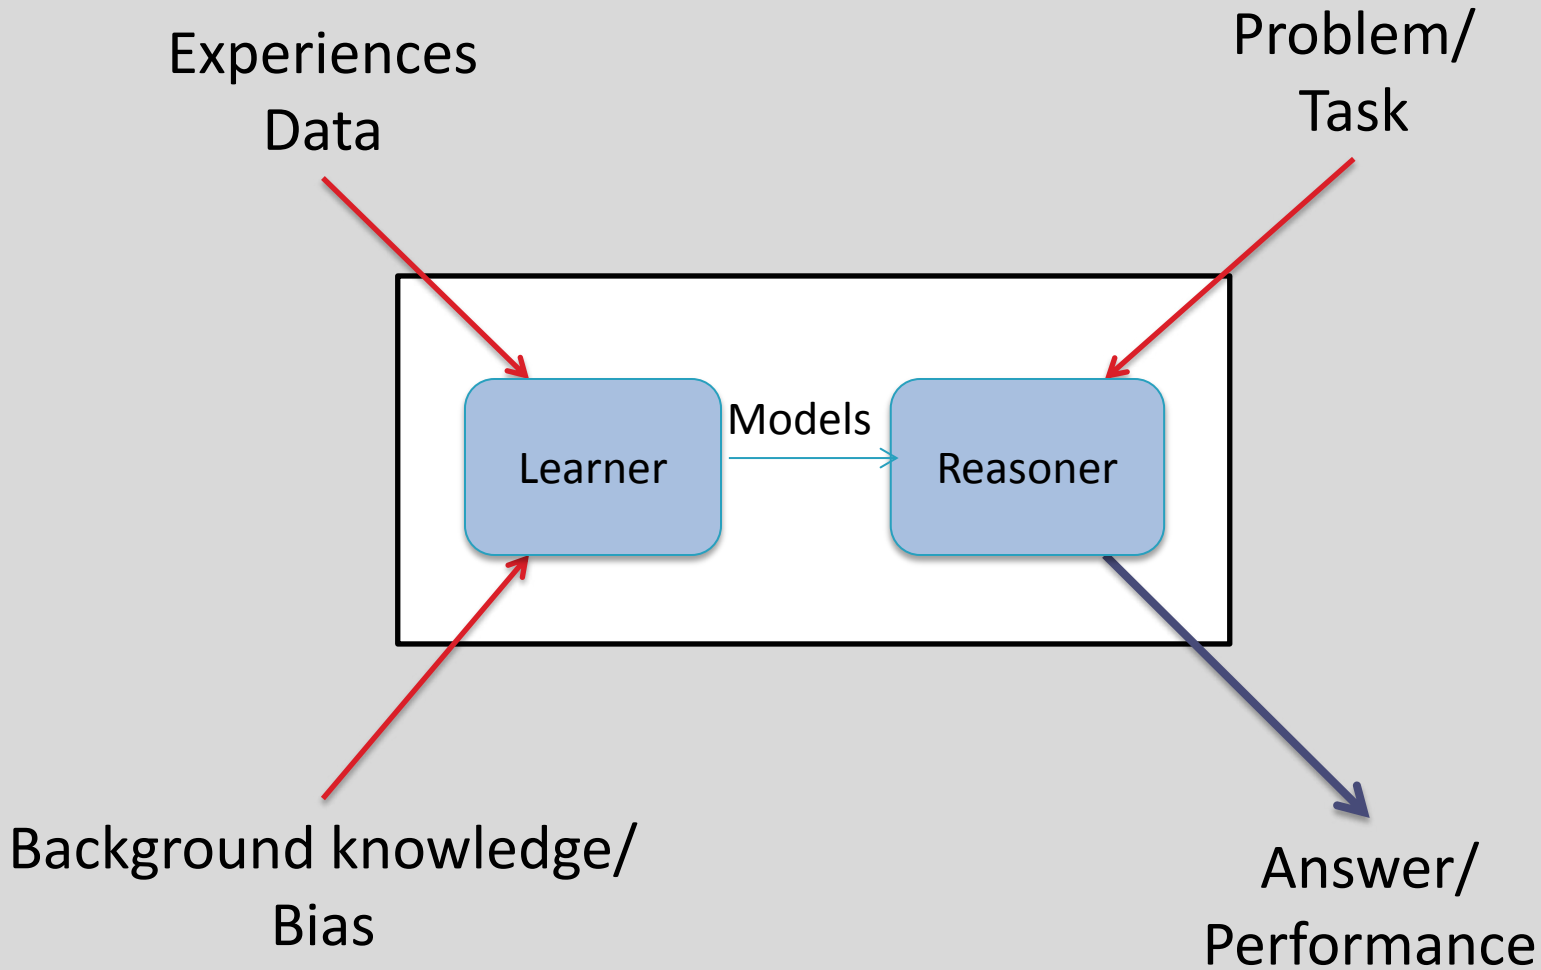 Experiences
Data
Problem/
Task
Models
Learner
Reasoner
Background knowledge/
Bias
Answer/
Performance